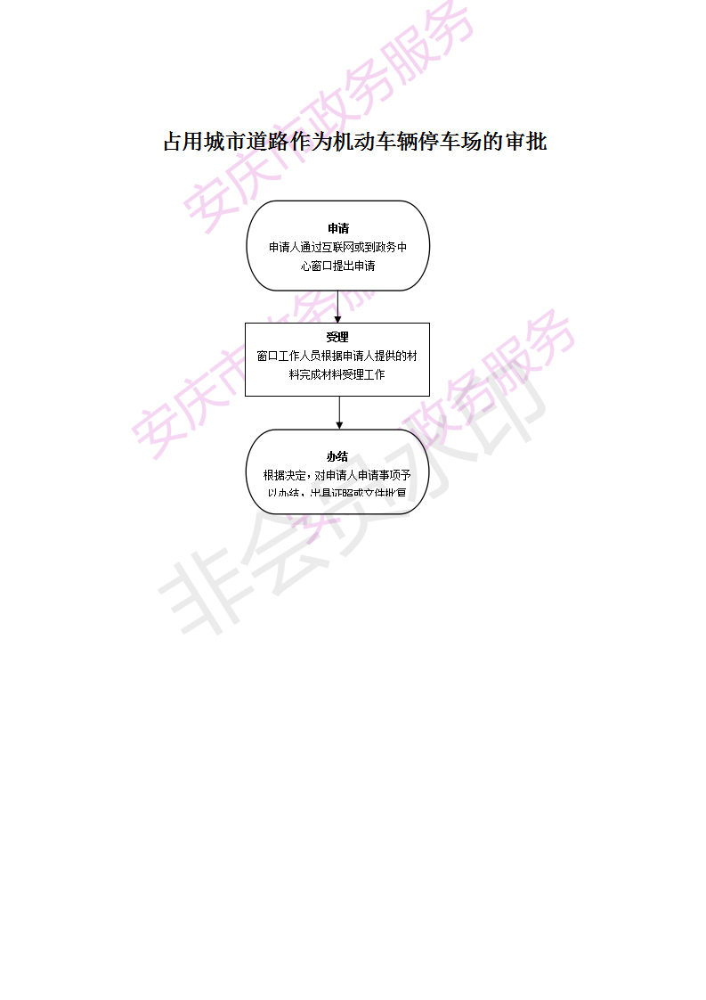 占用城市道路作为机动车辆停车场的审批
申请
申请人通过互联网或到政务中
心窗口提出申请
受理
窗口工作人员根据申请人提供的材
料完成材料受理工作
办结
根据决定，对申请人申请事项予
以办结，出具证照或文件批复
安庆市政务服务
安庆市政务服
安
政务服务
非会员水印